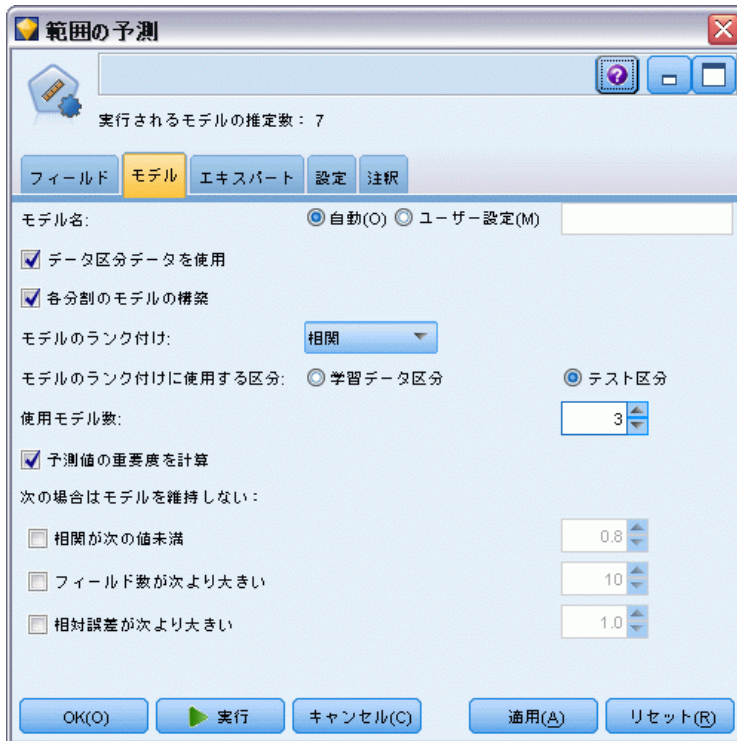 範囲の予測
実行されるモデルの推定数： 7
フィールド モデル エキスパート 設定 注釈
モデル名: 自動(O) ユーザー設定(M)
データ区分データを使用
各分割のモデルの構築
モデルのランク付け: 相関
モデルのランク付けに使用する区分: 学習データ区分 テスト区分
使用モデル数: 3
予測値の重要度を計算
次の場合はモデルを維持しない：
相関が次の値未満 0.8
フィールド数が次より大きい 10
相対誤差が次より大きい 1.0
OK(O) 実行 キャンセル(C) 適用(A) リセット(R)